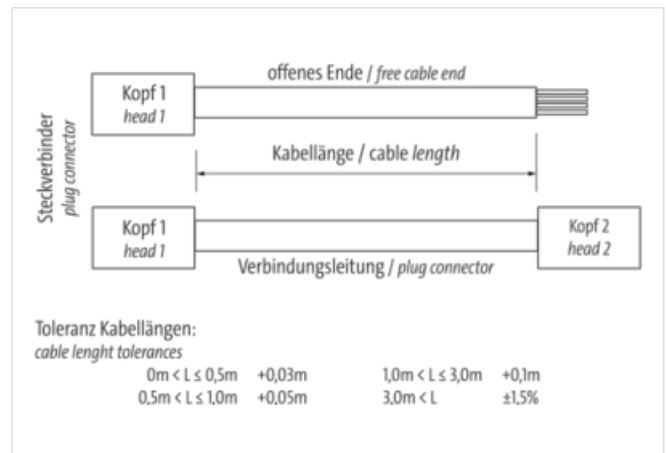 offenes Ende / free cable end
Kopf 1
head 1
Steckverbinder
plug connector
Kabellänge / cable length
Kopf 1
head 1
Kopf 2
head 2
Verbindungsleitung / plug connector
Toleranz Kabellängen:
cable lenght tolerances
0m < L ≤ 0,5m +0,03m 1,0m < L ≤ 3,0m +0,1m
0,5m < L ≤ 1,0m +0,05m 3,0m < L ±1,5%